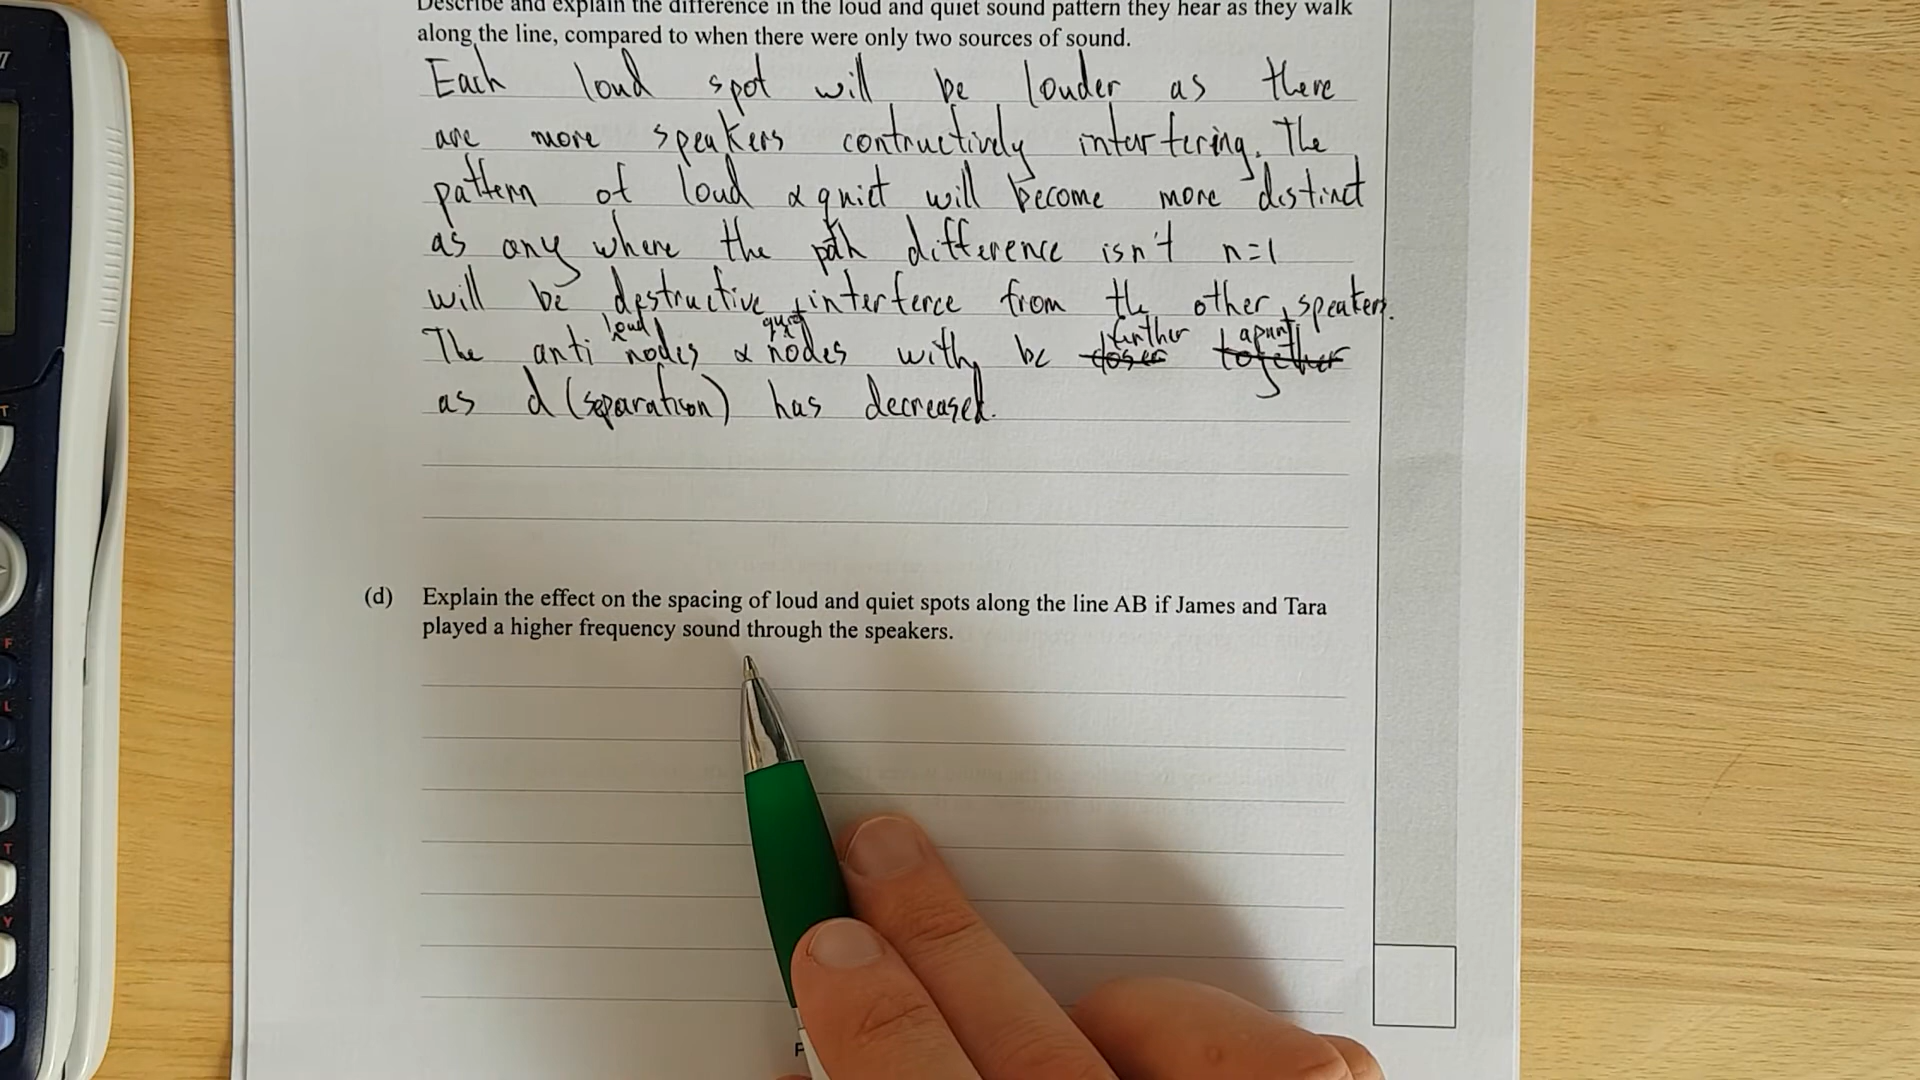 Describe and explain the difference in the loud and quiet sound pattern they hear as they walk
along the line, compared to when there were only two sources of sound.
Each loud spot will be louder as there
are more speakers contructively interfering. The
pattern of loud & quiet will become more distinct
as any where the path difference isn't n=1
will be destructive interference from the other speakers.
loud quiet further apart
The anti nodes & nodes with be closer together
as d (separation) has decreased.
(d) Explain the effect on the spacing of loud and quiet spots along the line AB if James and Tara
played a higher frequency sound through the speakers.